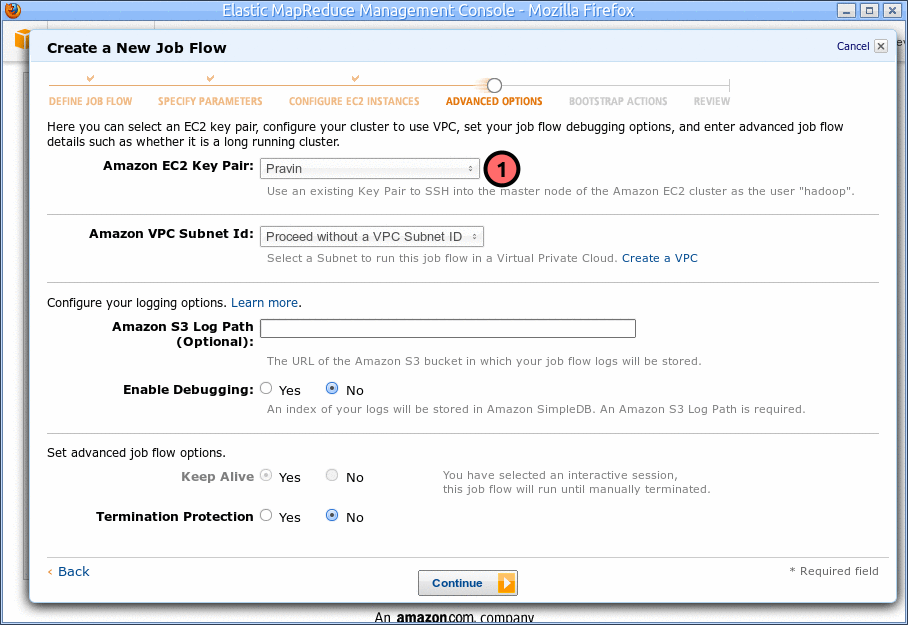 Elastic MapReduce Management Console - Mozilla Firefox
Create a New Job Flow
Cancel
DEFINE JOB FLOW SPECIFY PARAMETERS CONFIGURE EC2 INSTANCES ADVANCED OPTIONS BOOTSTRAP ACTIONS REVIEW
Here you can select an EC2 key pair, configure your cluster to use VPC, set your job flow debugging options, and enter advanced job flow
details such as whether it is a long running cluster.
Amazon EC2 Key Pair: Pravin 1
Use an existing Key Pair to SSH into the master node of the Amazon EC2 cluster as the user "hadoop".
Amazon VPC Subnet Id: Proceed without a VPC Subnet ID
Select a Subnet to run this job flow in a Virtual Private Cloud. Create a VPC
Configure your logging options. Learn more.
Amazon S3 Log Path
(Optional):
The URL of the Amazon S3 bucket in which your job flow logs will be stored.
Enable Debugging: Yes No
An index of your logs will be stored in Amazon SimpleDB. An Amazon S3 Log Path is required.
Set advanced job flow options.
Keep Alive Yes No You have selected an interactive session,
this job flow will run until manually terminated.
Termination Protection Yes No
‹ Back * Required field
Continue
An amazon.com. company